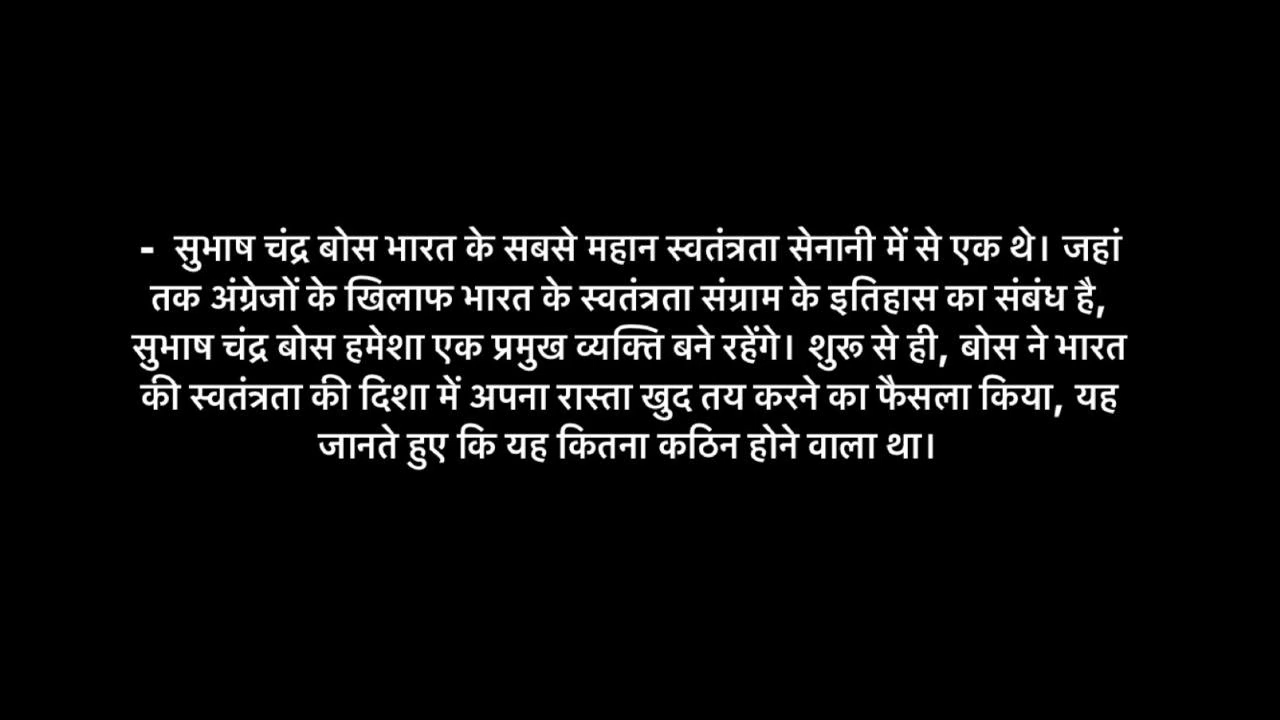 - सुभाष चंद्र बोस भारत के सबसे महान स्वतंत्रता सेनानी में से एक थे। जहां
तक अंग्रेजों के खिलाफ भारत के स्वतंत्रता संग्राम के इतिहास का संबंध है,
सुभाष चंद्र बोस हमेशा एक प्रमुख व्यक्ति बने रहेंगे। शुरू से ही, बोस ने भारत
की स्वतंत्रता की दिशा में अपना रास्ता खुद तय करने का फैसला किया, यह
जानते हुए कि यह कितना कठिन होने वाला था।